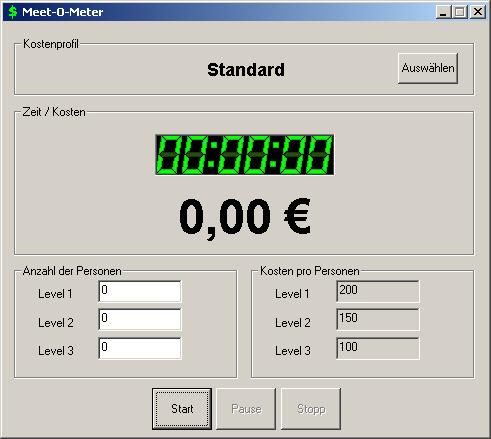 Meet-O-Meter
Kostenprofil
Standard
Auswählen
Zeit / Kosten
00:00:00
0,00 €
Anzahl der Personen
Level 1 0
Level 2 0
Level 3 0
Kosten pro Personen
Level 1 200
Level 2 150
Level 3 100
Start Pause Stopp